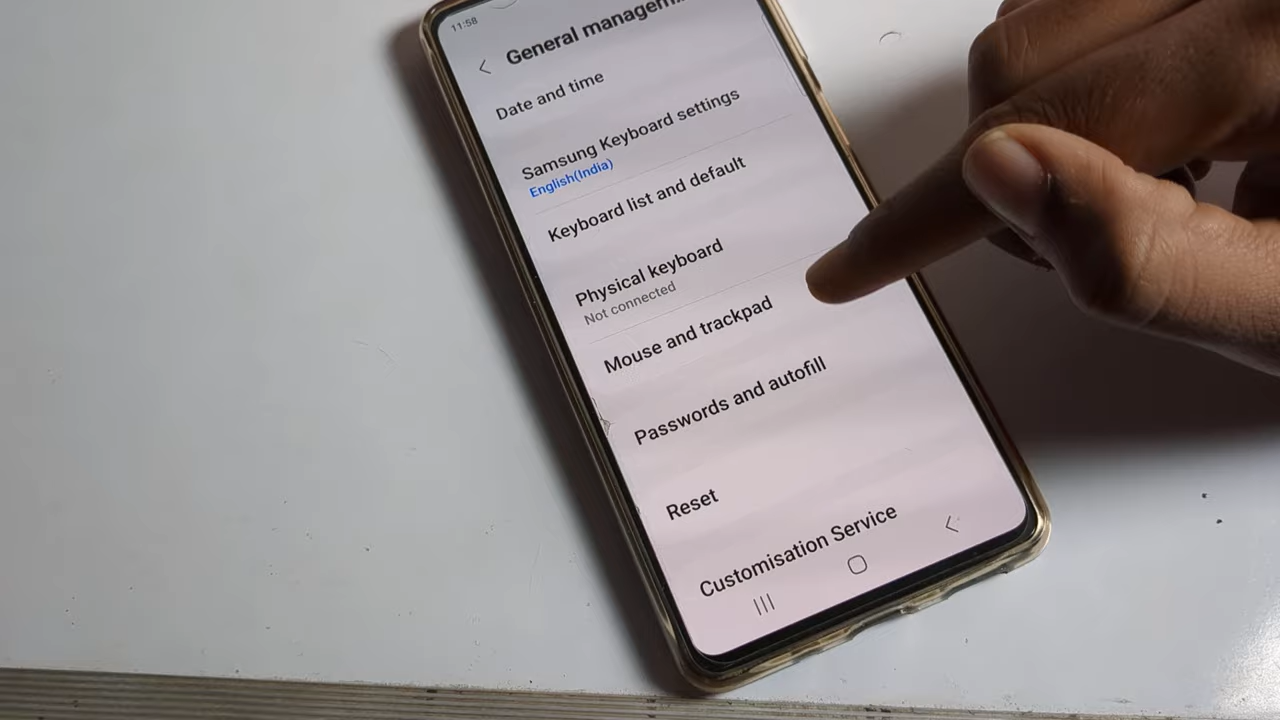 11:58
General managem...
Date and time
Samsung Keyboard settings
English(India)
Keyboard list and default
Physical keyboard
Not connected
Mouse and trackpad
Passwords and autofill
Reset
Customisation Service